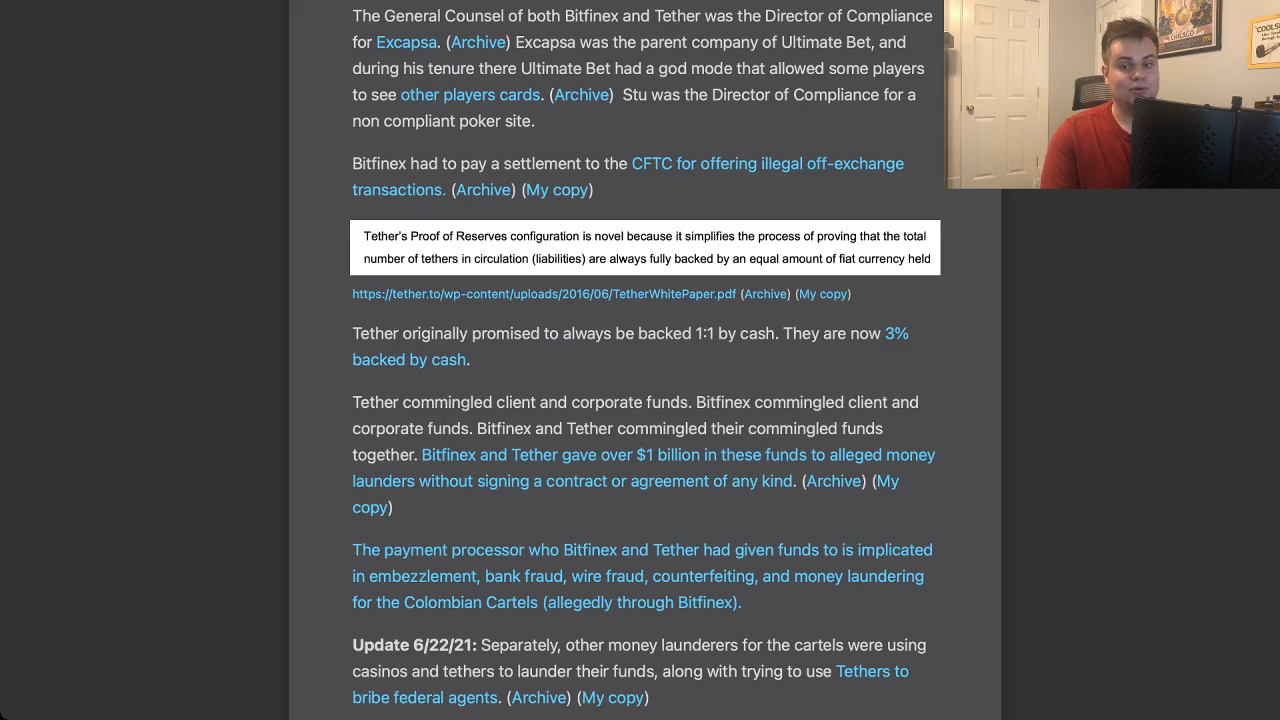 The General Counsel of both Bitfinex and Tether was the Director of Compliance
for Excapsa. (Archive) Excapsa was the parent company of Ultimate Bet, and
during his tenure there Ultimate Bet had a god mode that allowed some players
to see other players cards. (Archive)  Stu was the Director of Compliance for a
non compliant poker site.
Bitfinex had to pay a settlement to the CFTC for offering illegal off-exchange
transactions. (Archive) (My copy)
Tether's Proof of Reserves configuration is novel because it simplifies the process of proving that the total
number of tethers in circulation (liabilities) are always fully backed by an equal amount of fiat currency held
https://tether.to/wp-content/uploads/2016/06/TetherWhitePaper.pdf (Archive) (My copy)
Tether originally promised to always be backed 1:1 by cash. They are now 3%
backed by cash.
Tether commingled client and corporate funds. Bitfinex commingled client and
corporate funds. Bitfinex and Tether commingled their commingled funds
together. Bitfinex and Tether gave over $1 billion in these funds to alleged money
launders without signing a contract or agreement of any kind. (Archive) (My
copy)
The payment processor who Bitfinex and Tether had given funds to is implicated
in embezzlement, bank fraud, wire fraud, counterfeiting, and money laundering
for the Colombian Cartels (allegedly through Bitfinex).
Update 6/22/21: Separately, other money launderers for the cartels were using
casinos and tethers to launder their funds, along with trying to use Tethers to
bribe federal agents. (Archive) (My copy)
CHICAGO
"COOLS